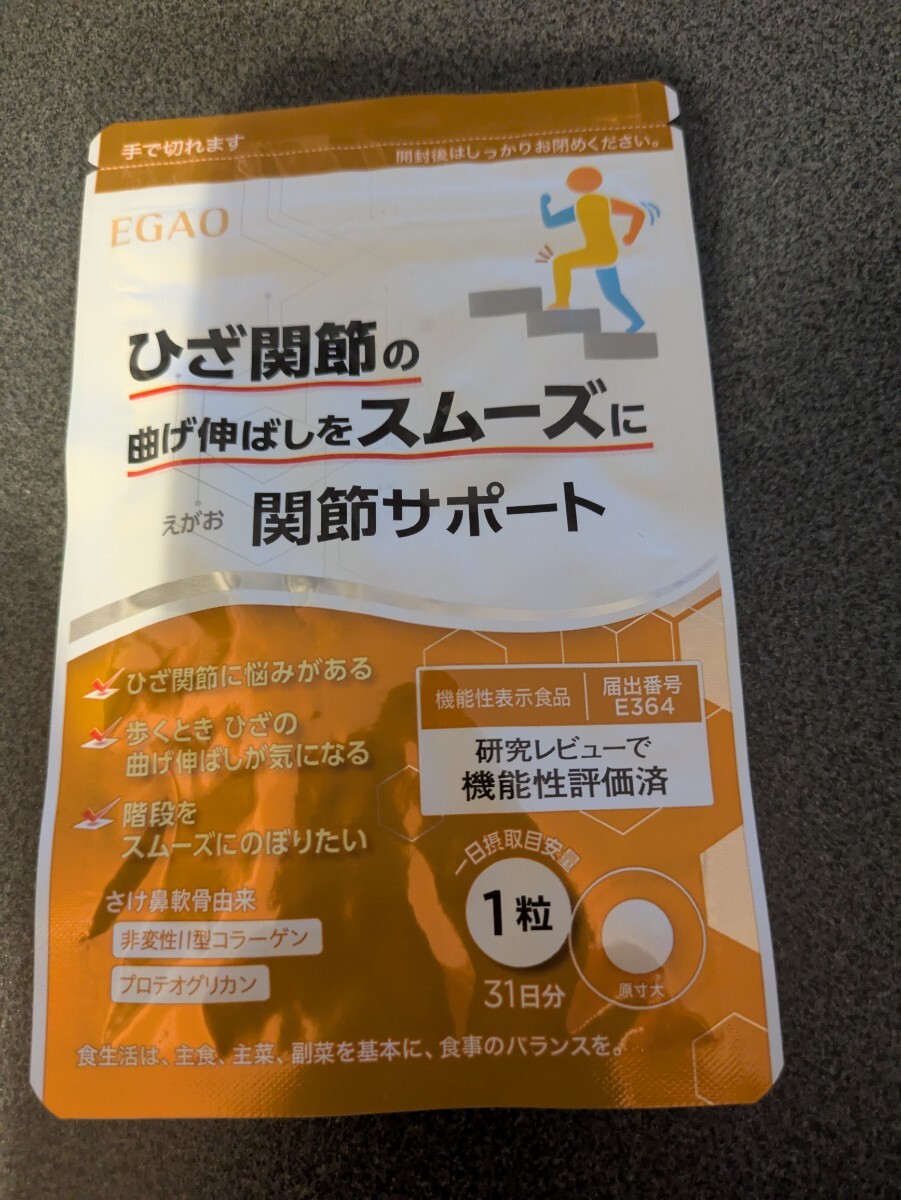 手で切れます
開封後はしっかりお閉めください。
EGAO
ひざ関節の
曲げ伸ばしをスムーズに
えがお 関節サポート
ひざ関節に悩みがある
歩くとき ひざの
曲げ伸ばしが気になる
階段を
スムーズにのぼりたい
機能性表示食品
届出番号
E364
研究レビューで
機能性評価済
さけ鼻軟骨由来
非変性II型コラーゲン
プロテオグリカン
一日摂取目安量
1粒
31日分
原寸大
食生活は、主食、主菜、副菜を基本に、食事のバランスを。